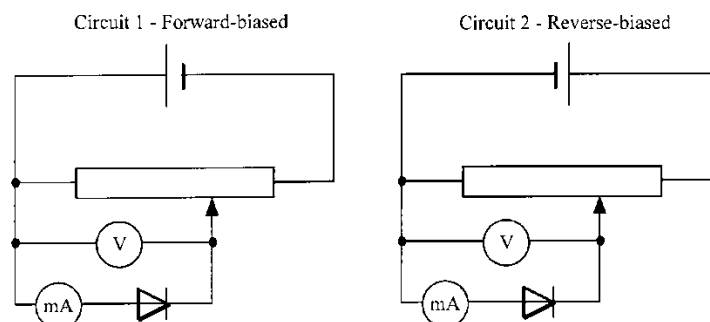 Circuit 1 - Forward-biased
Circuit 2 - Reverse-biased
V
V
mA
mA